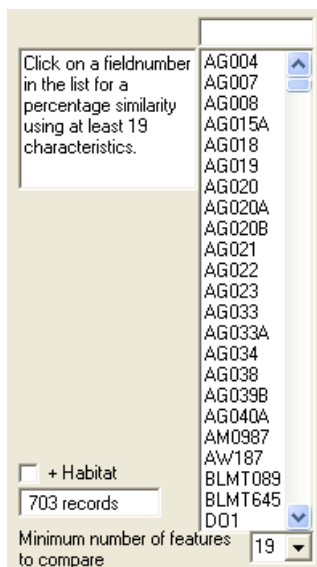 Click on a fieldnumber
in the list for a
percentage similarity
using at least 19
characteristics.
AG004
AG007
AG008
AG015A
AG018
AG019
AG020
AG020A
AG020B
AG021
AG022
AG023
AG033
AG033A
AG034
AG038
AG039B
AG040A
AM0987
AW187
BLMT089
BLMT645
DO1
+ Habitat
703 records
Minimum number of features
to compare
19